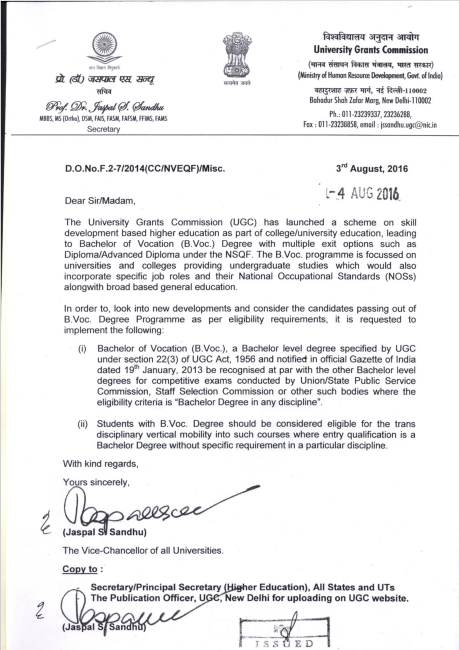 विश्वविद्यालय अनुदान आयोग
University Grants Commission
(मानव संसाधन विकास मंत्रालय, भारत सरकार)
(Ministry of Human Resource Development, Govt. of India)
बहादुरशाह ज़फ़र मार्ग, नई दिल्ली-110002
Bahadur Shah Zafar Marg, New Delhi-110002
Ph.: 011-23239337, 23236288,
Fax : 011-23238858, email : jssandhu.ugc@nic.in
ज्ञान विज्ञान विमुक्तये
सत्यमेव जयते
प्रो. (डॉ.) जसपाल एस. सन्धू
सचिव
Prof. Dr. Jaspal S. Sandhu
MBBS, MS (Ortho), DSM, FAIS, FASM, FAFSM, FFIMS, FAMS
Secretary
D.O.No.F.2-7/2014(CC/NVEQF)/Misc.
3rd August, 2016
-4 AUG 2016
Dear Sir/Madam,
The University Grants Commission (UGC) has launched a scheme on skill
development based higher education as part of college/university education, leading
to Bachelor of Vocation (B.Voc.) Degree with multiple exit options such as
Diploma/Advanced Diploma under the NSQF. The B.Voc. programme is focussed on
universities and colleges providing undergraduate studies which would also
incorporate specific job roles and their National Occupational Standards (NOSs)
alongwith broad based general education.
In order to, look into new developments and consider the candidates passing out of
B.Voc. Degree Programme as per eligibility requirements, it is requested to
implement the following:
(i) Bachelor of Vocation (B.Voc.), a Bachelor level degree specified by UGC
under section 22(3) of UGC Act, 1956 and notified in official Gazette of India
dated 19th January, 2013 be recognised at par with the other Bachelor level
degrees for competitive exams conducted by Union/State Public Service
Commission, Staff Selection Commission or other such bodies where the
eligibility criteria is "Bachelor Degree in any discipline".
(ii) Students with B.Voc. Degree should be considered eligible for the trans
disciplinary vertical mobility into such courses where entry qualification is a
Bachelor Degree without specific requirement in a particular discipline.
With kind regards,
Yours sincerely,
(Jaspal S Sandhu)
The Vice-Chancellor of all Universities.
Copy to :
Secretary/Principal Secretary (Higher Education), All States and UTs
The Publication Officer, UGC, New Delhi for uploading on UGC website.
(Jaspal S Sandhu)
ISSUED